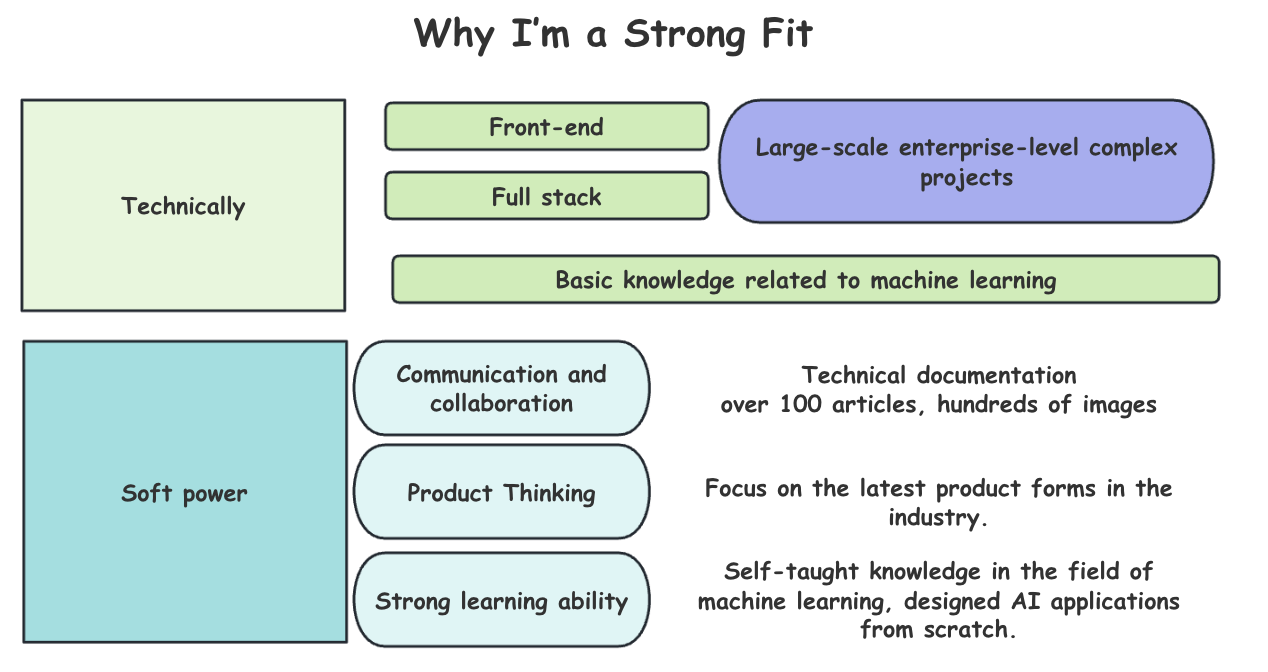 Why I'm a Strong Fit
Technically
Front-end
Full stack
Large-scale enterprise-level complex
projects
Basic knowledge related to machine learning
Soft power
Communication and
collaboration
Technical documentation
over 100 articles, hundreds of images
Product Thinking
Focus on the latest product forms in the
industry.
Strong learning ability
Self-taught knowledge in the field of
machine learning, designed AI applications
from scratch.